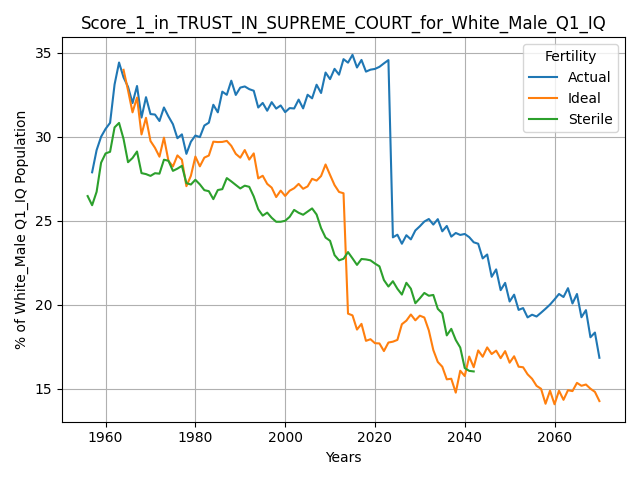 Score_1_in_TRUST_IN_SUPREME_COURT_for_White_Male_Q1_IQ
Fertility
Actual
Ideal
Sterile
% of White_Male Q1_IQ Population
35
30
25
20
15
1960 1980 2000 2020 2040 2060
Years